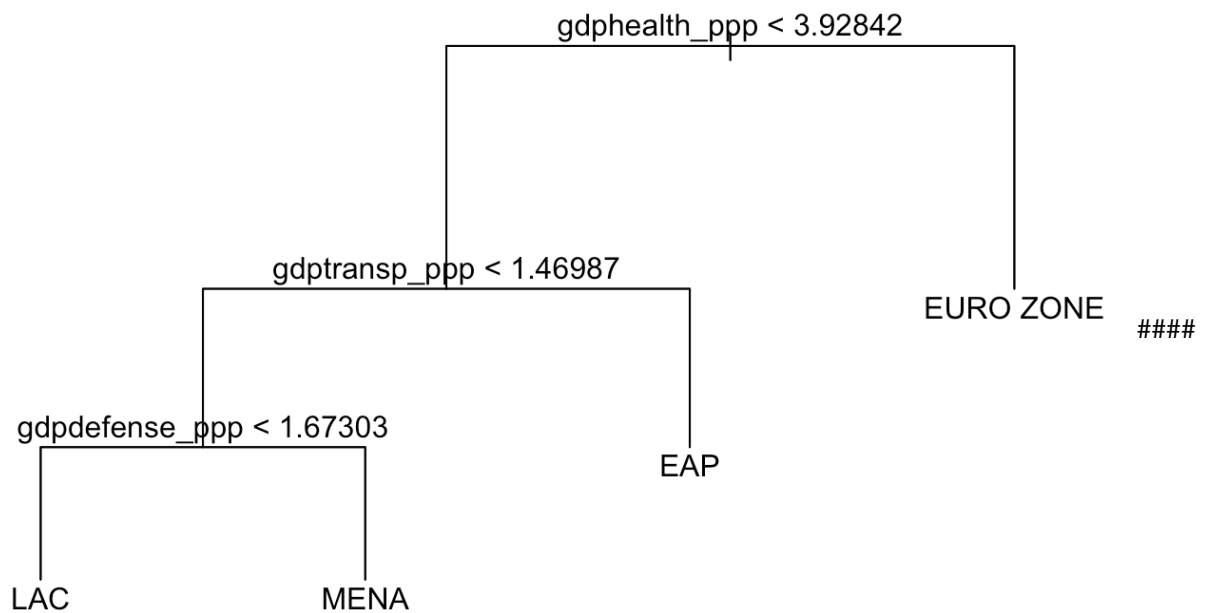 gdphealth_ppp < 3.92842
gdptransp_ppp < 1.46987
EURO ZONE
####
gdpdefense_ppp < 1.67303
EAP
LAC
MENA